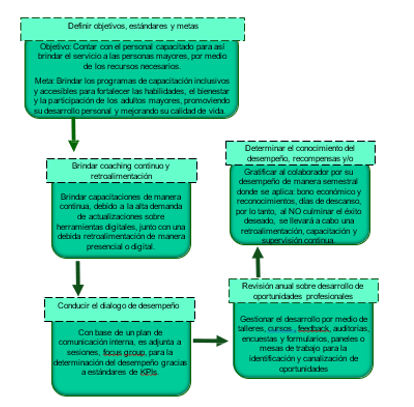 Definir objetivos, estándares y metas
Objetivo: Contar con el personal capacitado para así
brindar el servicio a las personas mayores, por medio
de los recursos necesarios.
Meta: Brindar los programas de capacitación inclusivos
y accesibles para fortalecer las habilidades, el bienestar
y la participación de los adultos mayores, promoviendo
su desarrollo personal y mejorando su calidad de vida.
Brindar coaching continuo y
retroalimentación
Brindar capacitaciones de manera
continua, debido a la alta demanda
de actualizaciones sobre
herramientas digitales, junto con una
debida retroalimentación de manera
presencial o digital.
Conducir el dialogo de desempeño
Con base de un plan de
comunicación interna, es adjunta a
sesiones, focus group, para la
determinación del desempeño gracias
a estándares de KPIs.
Revisión anual sobre desarrollo de
oportunidades profesionales
Gestionar el desarrollo por medio de
talleres, cursos , feedback, auditorías,
encuestas y formularios, paneles o
mesas de trabajo para la
identificación y canalización de
oportunidades
Determinar el conocimiento del
desempeño, recompensas y/o
Gratificar al colaborador por su
desempeño de manera semestral
donde se aplica: bono económico y
reconocimientos, días de descanso,
por lo tanto, al NO culminar el éxito
deseado, se llevará a cabo una
retroalimentación, capacitación y
supervisión continua